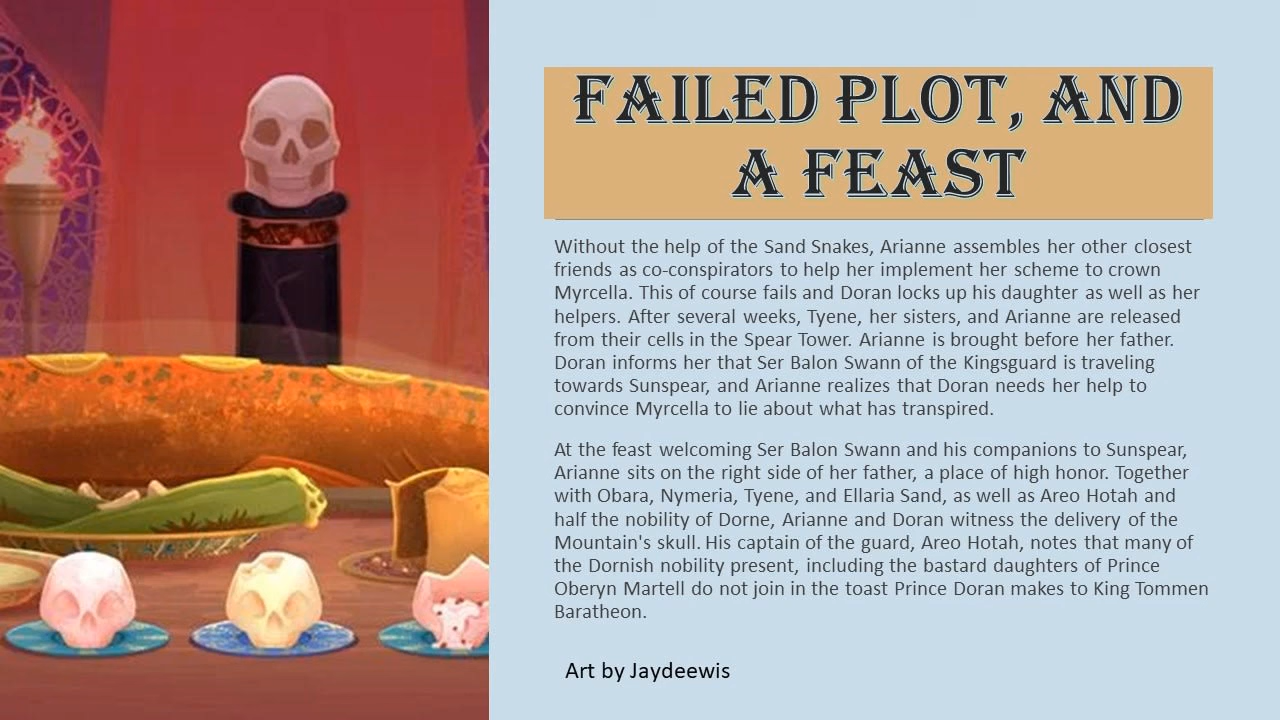 FAILED PLOT, AND
A FEAST
Without the help of the Sand Snakes, Arianne assembles her other closest
friends as co-conspirators to help her implement her scheme to crown
Myrcella. This of course fails and Doran locks up his daughter as well as her
helpers. After several weeks, Tyene, her sisters, and Arianne are released
from their cells in the Spear Tower. Arianne is brought before her father.
Doran informs her that Ser Balon Swann of the Kingsguard is traveling
towards Sunspear, and Arianne realizes that Doran needs her help to
convince Myrcella to lie about what has transpired.
At the feast welcoming Ser Balon Swann and his companions to Sunspear,
Arianne sits on the right side of her father, a place of high honor. Together
with Obara, Nymeria, Tyene, and Ellaria Sand, as well as Areo Hotah and
half the nobility of Dorne, Arianne and Doran witness the delivery of the
Mountain's skull. His captain of the guard, Areo Hotah, notes that many of
the Dornish nobility present, including the bastard daughters of Prince
Oberyn Martell do not join in the toast Prince Doran makes to King Tommen
Baratheon.
Art by Jaydeewis